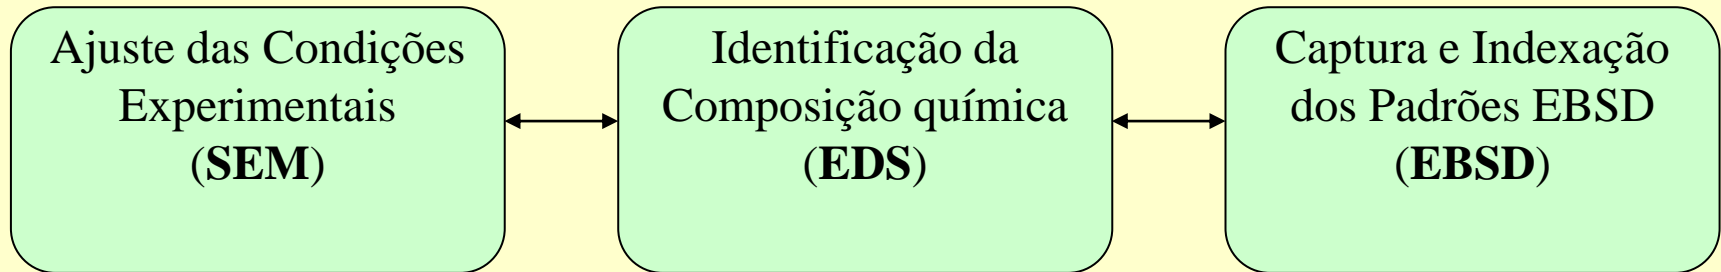 Ajuste das Condições
Experimentais
(SEM)
Identificação da
Composição química
(EDS)
Captura e Indexação
dos Padrões EBSD
(EBSD)